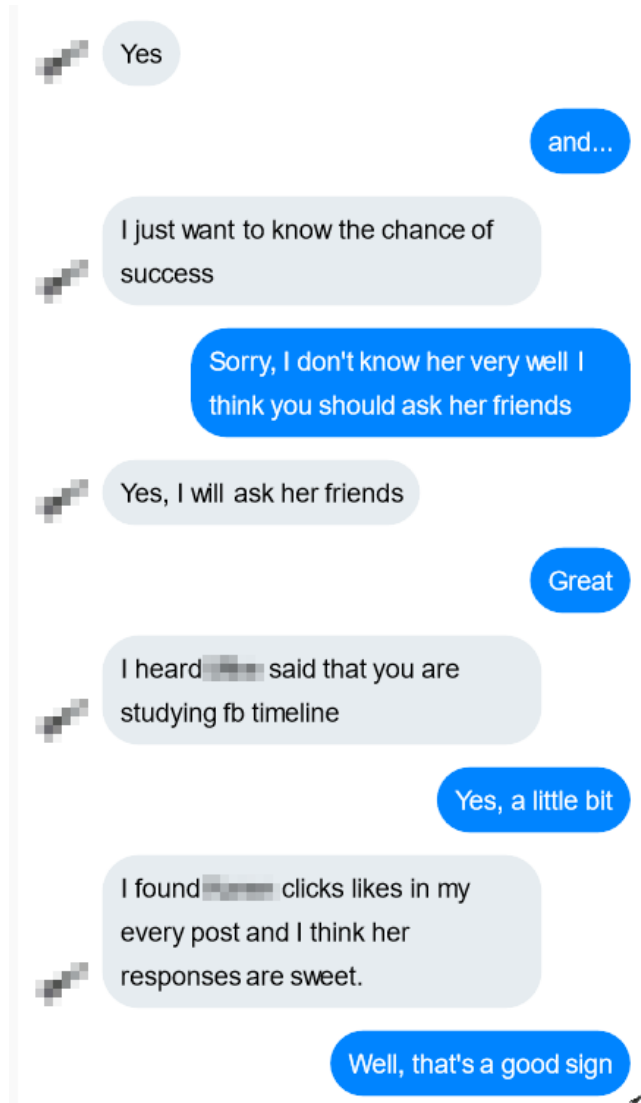 Yes
and...
I just want to know the chance of
success
Sorry, I don't know her very well I
think you should ask her friends
Yes, I will ask her friends
Great
I heard said that you are
studying fb timeline
Yes, a little bit
I found clicks likes in my
every post and I think her
responses are sweet.
Well, that's a good sign